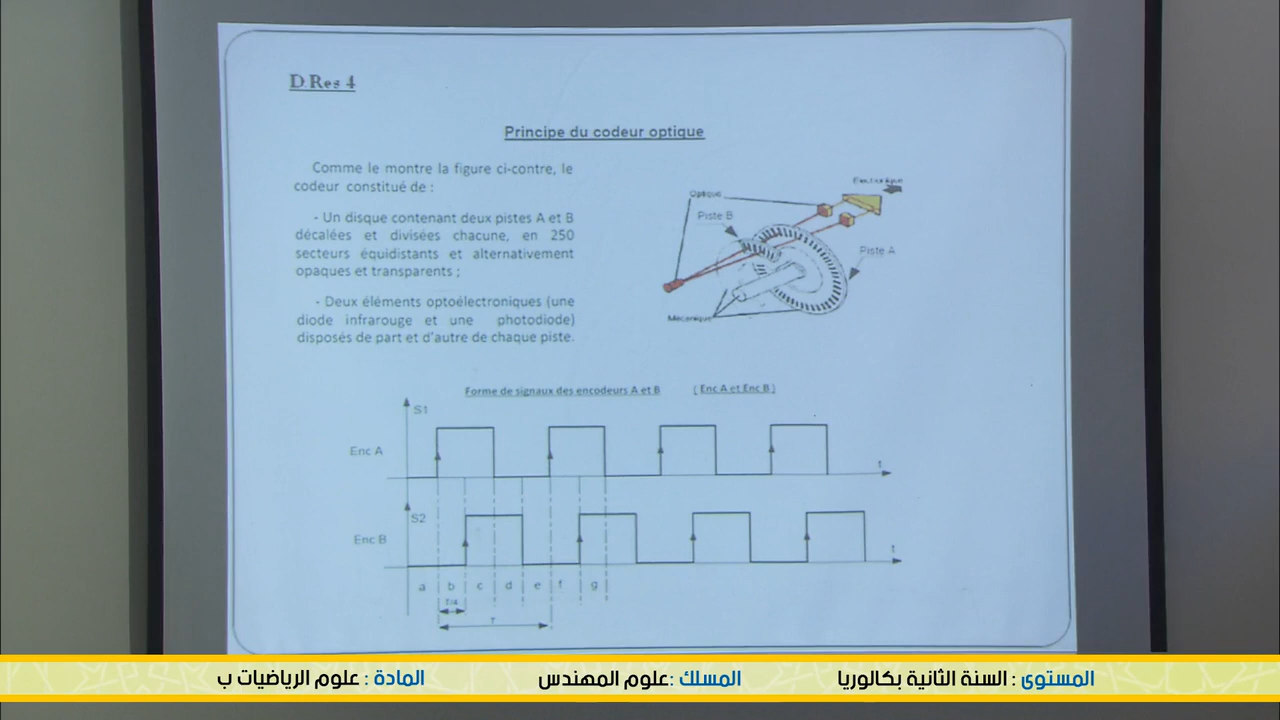 D.Res 4
Principe du codeur optique
Comme le montre la figure ci-contre, le
codeur constitué de :
- Un disque contenant deux pistes A et B
décalées et divisées chacune, en 250
secteurs équidistants et alternativement
opaques et transparents ;
- Deux éléments optoélectroniques (une
diode infrarouge et une photodiode)
disposés de part et d'autre de chaque piste.
Electronique
Optique
Piste B
Piste A
Mécanique
Forme de signaux des encodeurs A et B ( Enc A et Enc B )
S1
Enc A
t
S2
Enc B
t
a b c d e f g
T/4
T
المستوى : السنة الثانية بكالوريا
المسلك : علوم المهندس
المادة : علوم الرياضيات ب